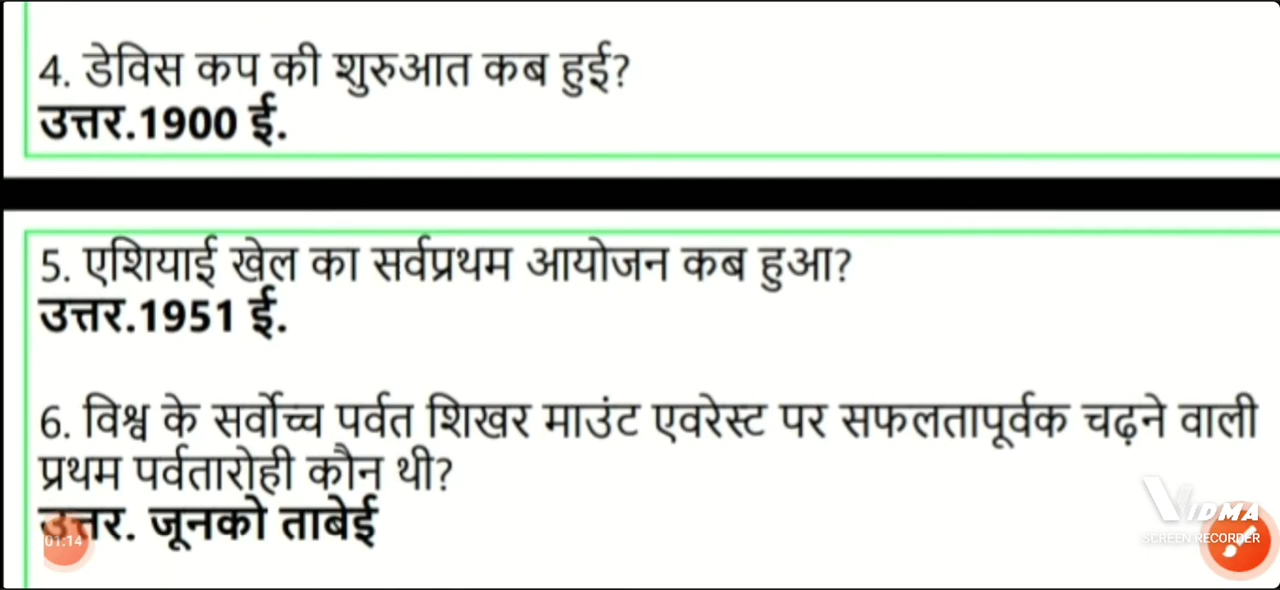 4. डेविस कप की शुरुआत कब हुई?
उत्तर.1900 ई.
5. एशियाई खेल का सर्वप्रथम आयोजन कब हुआ?
उत्तर.1951 ई.
6. विश्व के सर्वोच्च पर्वत शिखर माउंट एवरेस्ट पर सफलतापूर्वक चढ़ने वाली
प्रथम पर्वतारोही कौन थी?
उत्तर. जूनको ताबेई
01:14
VIDMA
SCREEN RECORDER